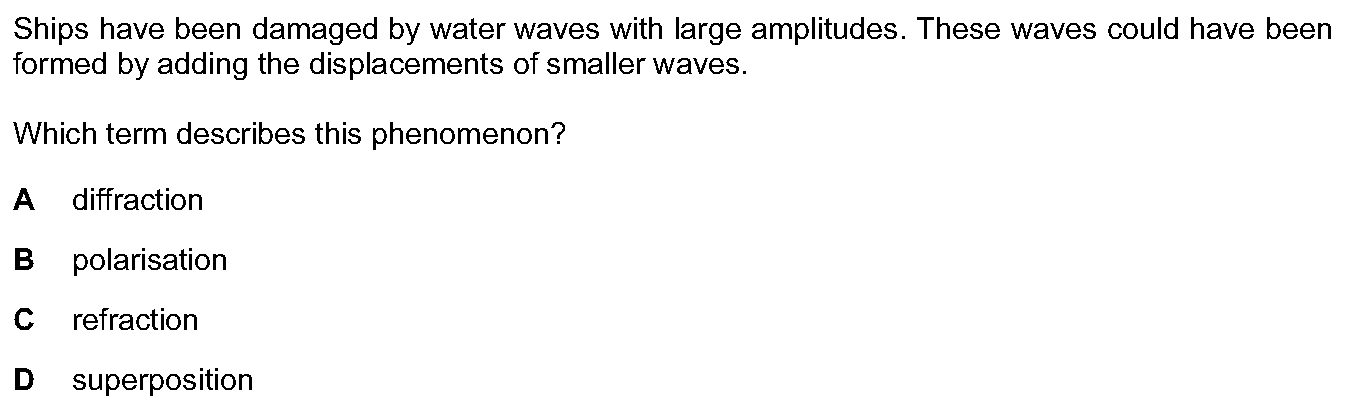 Ships have been damaged by water waves with large amplitudes. These waves could have been
formed by adding the displacements of smaller waves.
Which term describes this phenomenon?
A diffraction
B polarisation
C refraction
D superposition